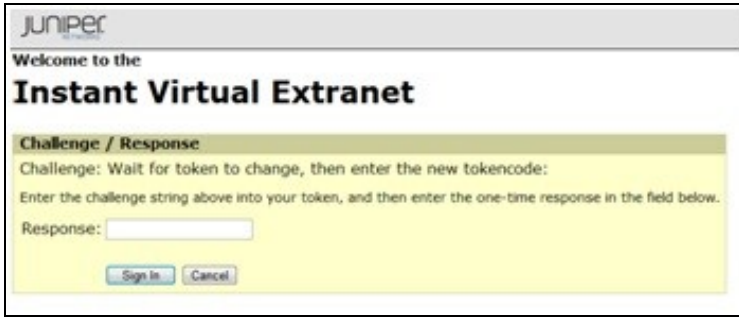 JUNIPEr
NETWORKS
Welcome to the
Instant Virtual Extranet
Challenge / Response
Challenge: Wait for token to change, then enter the new tokencode:
Enter the challenge string above into your token, and then enter the one-time response in the field below.
Response:
Sign In Cancel